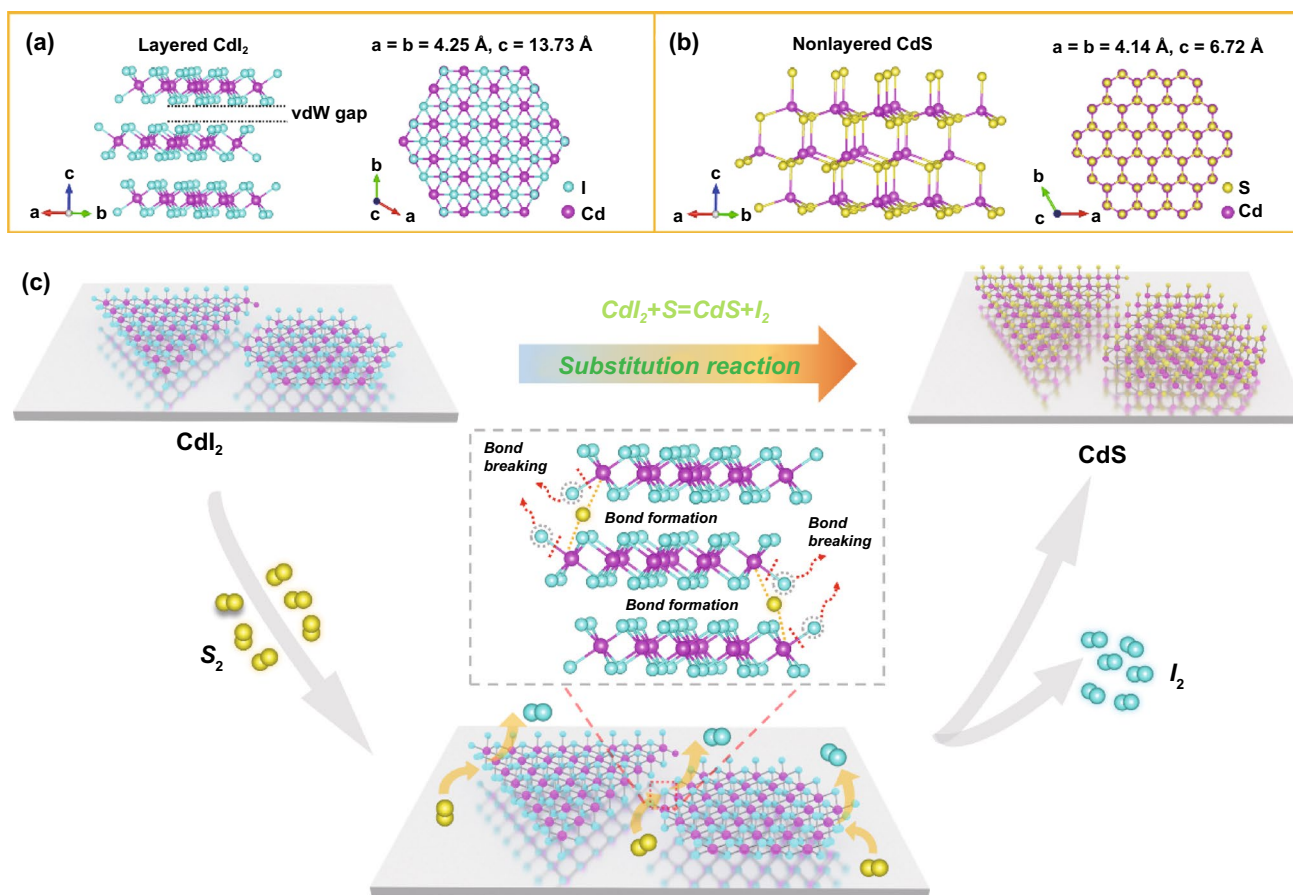 (a)
Layered CdI₂
a = b = 4.25 Å, c = 13.73 Å
vdW gap
c
a
b
b
c
a
I
Cd
(b)
Nonlayered CdS
a = b = 4.14 Å, c = 6.72 Å
c
a
b
b
c
a
S
Cd
(c)
CdI₂+S=CdS+I₂
Substitution reaction
CdI₂
CdS
Bond
breaking
Bond formation
Bond
breaking
Bond formation
S₂
I₂